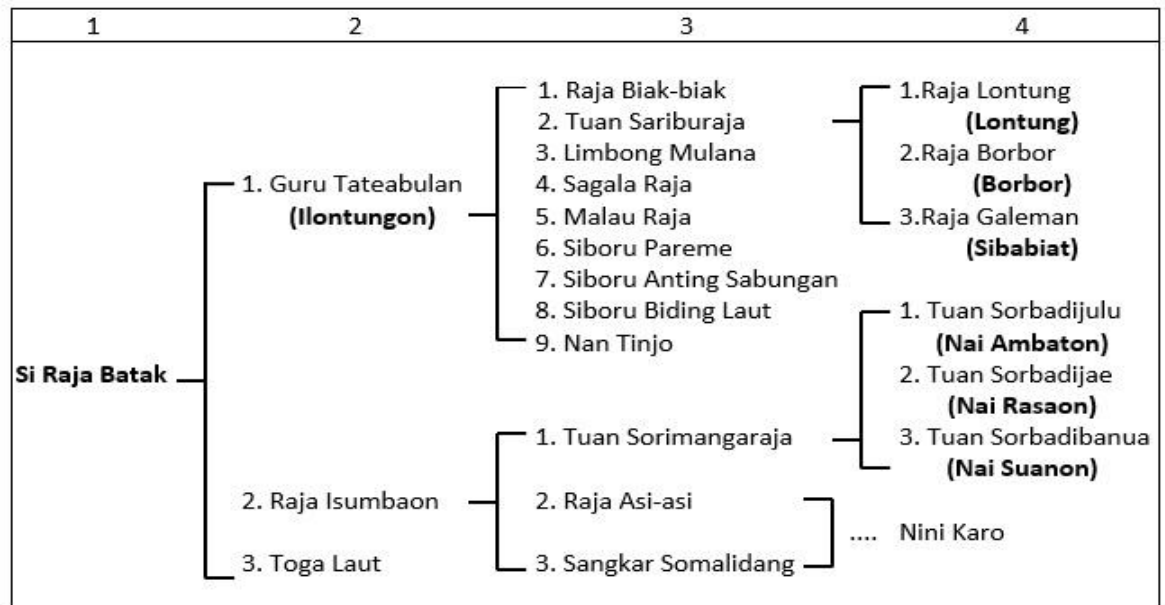 1 2 3 4
1. Raja Biak-biak 1.Raja Lontung
2. Tuan Sariburaja (Lontung)
3. Limbong Mulana 2.Raja Borbor
1. Guru Tateabulan 4. Sagala Raja (Borbor)
(Ilontungon) 5. Malau Raja 3.Raja Galeman
6. Siboru Pareme (Sibabiat)
7. Siboru Anting Sabungan
8. Siboru Biding Laut 1. Tuan Sorbadijulu
9. Nan Tinjo (Nai Ambaton)
Si Raja Batak 2. Tuan Sorbadijae
(Nai Rasaon)
1. Tuan Sorimangaraja 3. Tuan Sorbadibanua
(Nai Suanon)
2. Raja Isumbaon 2. Raja Asi-asi
.... Nini Karo
3. Toga Laut 3. Sangkar Somalidang